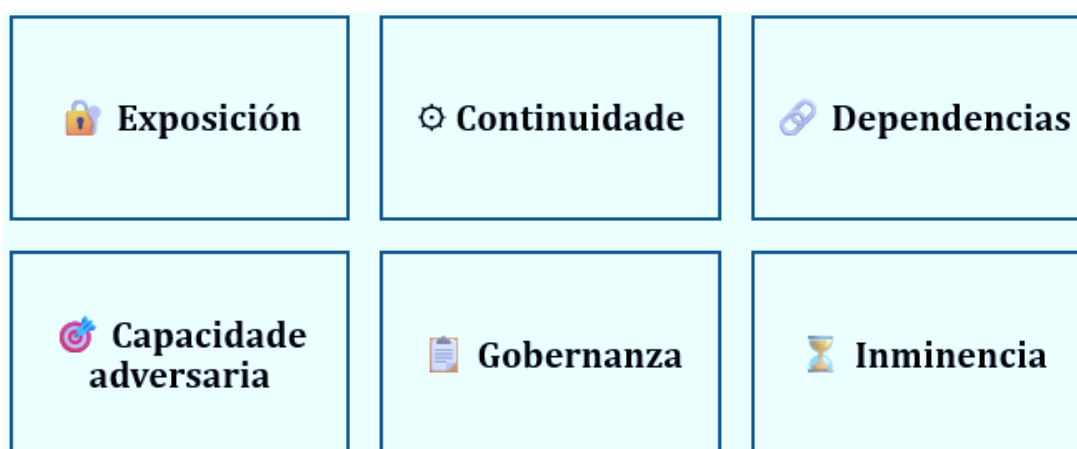 🔐 Exposición
⚙ Continuidade
🔗 Dependencias
🎯 Capacidade
adversaria
📋 Gobernanza
⏳ Inminencia